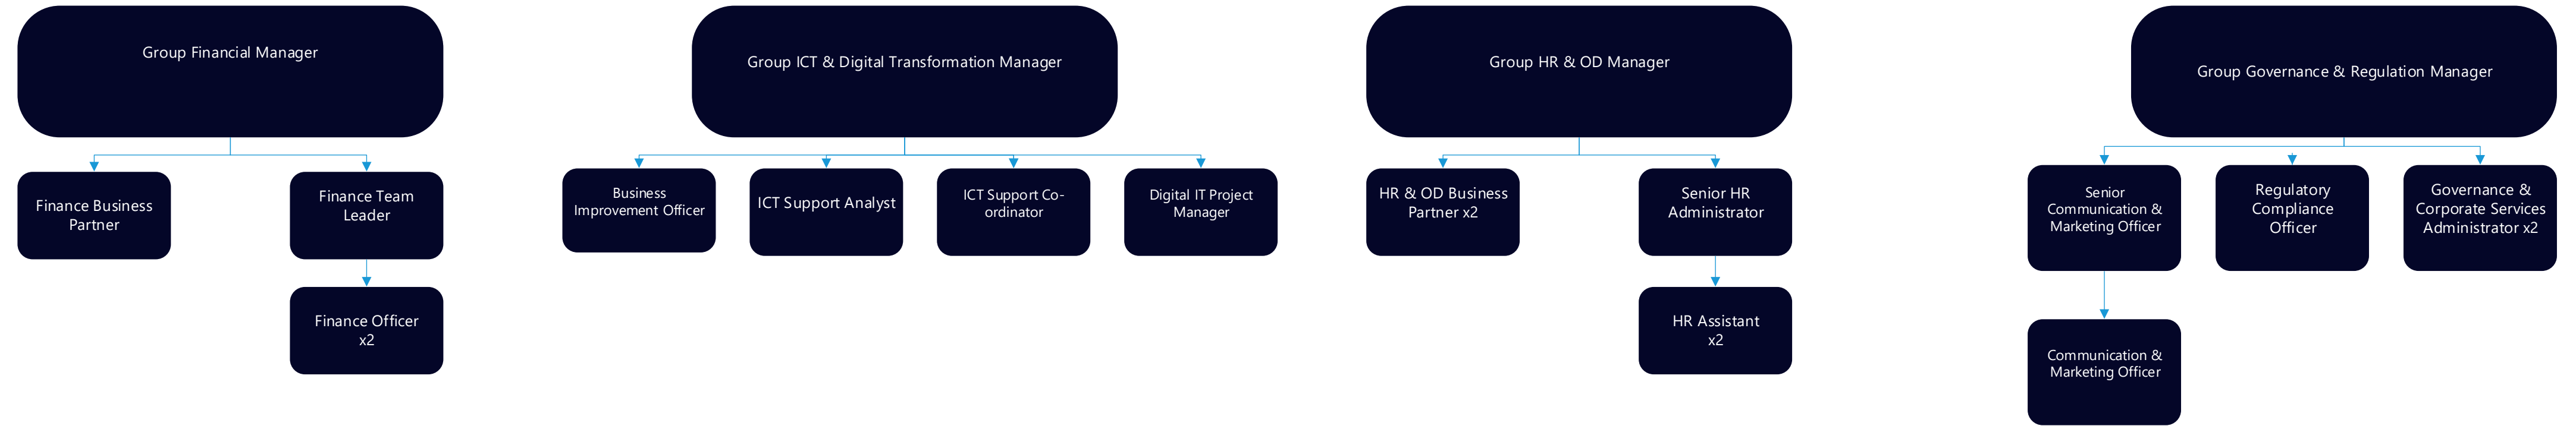 Group Financial Manager
Group ICT & Digital Transformation Manager
Group HR & OD Manager
Group Governance & Regulation Manager
Finance Business
Partner
Finance Team
Leader
Business
Improvement Officer
ICT Support Analyst
ICT Support Co-
ordinator
Digital IT Project
Manager
HR & OD Business
Partner x2
Senior HR
Administrator
Senior
Communication &
Marketing Officer
Regulatory
Compliance
Officer
Governance &
Corporate Services
Administrator x2
Finance Officer
x2
HR Assistant
x2
Communication &
Marketing Officer